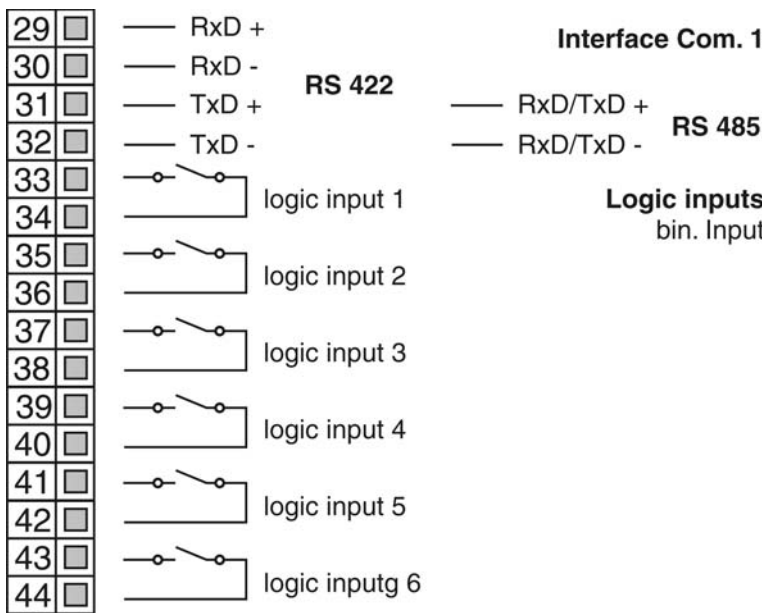 29 RxD + Interface Com. 1
30 RxD -
RS 422
31 TxD + RxD/TxD +
RS 485
32 TxD - RxD/TxD -
33
logic input 1 Logic inputs
34
bin. Input
35
logic input 2
36
37
logic input 3
38
39
logic input 4
40
41
logic input 5
42
43
logic inputg 6
44